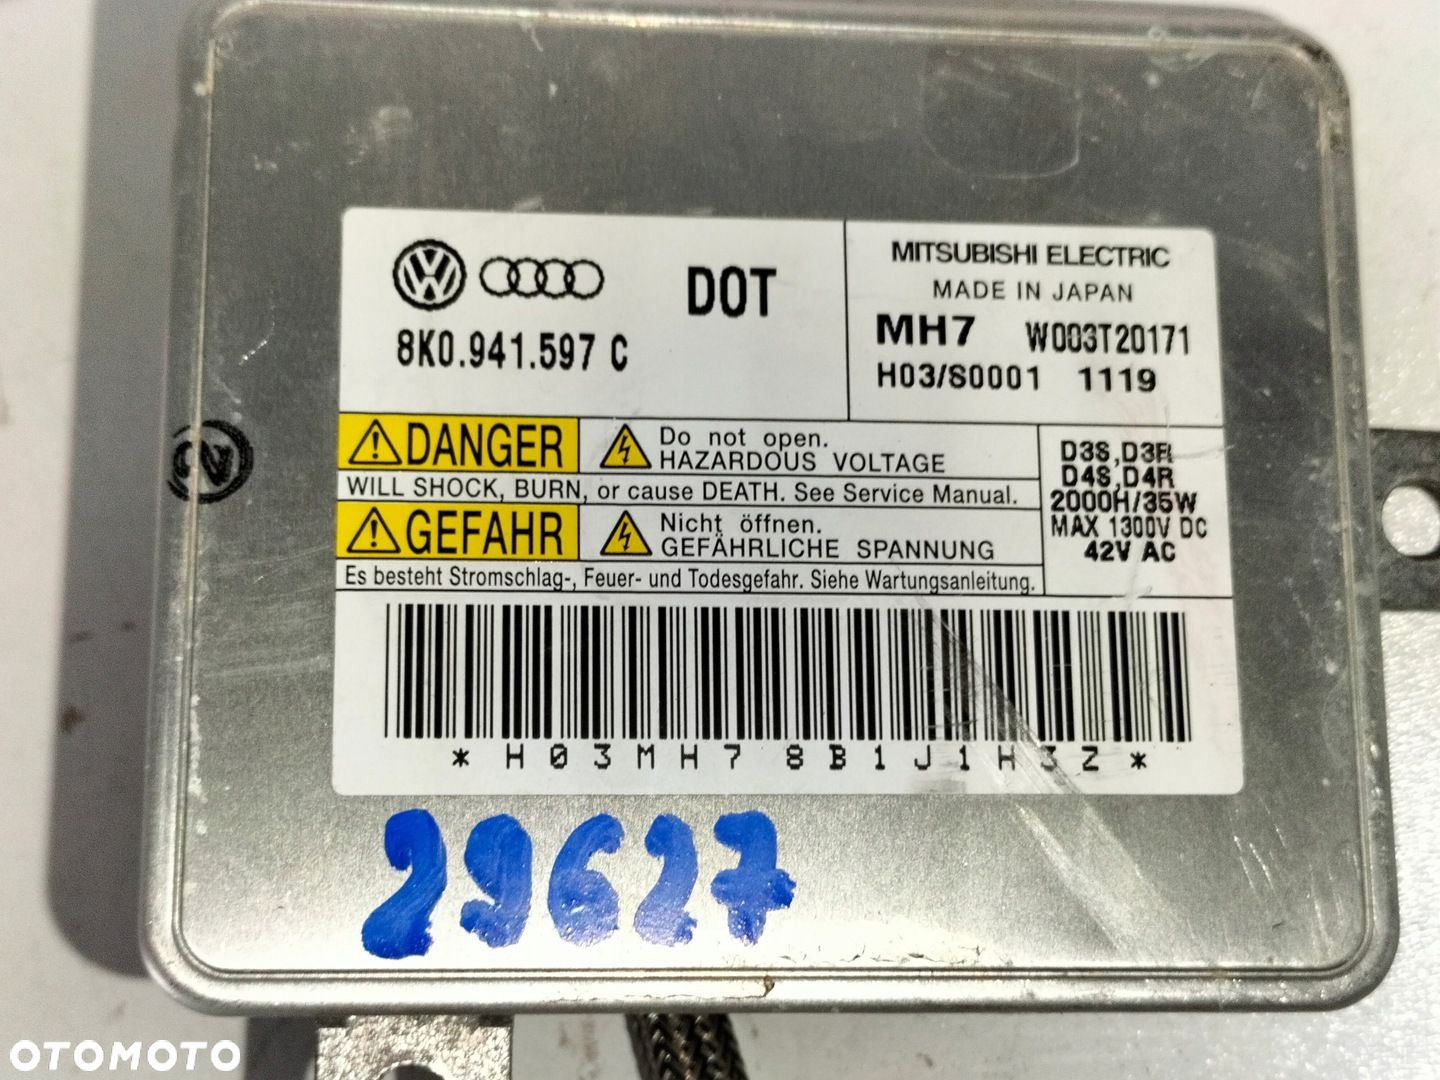 DOT
8K0.941.597 C
MITSUBISHI ELECTRIC
MADE IN JAPAN
MH7 W003T20171
H03/S0001 1119
DANGER
Do not open.
HAZARDOUS VOLTAGE
WILL SHOCK, BURN, or cause DEATH. See Service Manual.
GEFAHR
Nicht öffnen.
GEFÄHRLICHE SPANNUNG
Es besteht Stromschlag-, Feuer- und Todesgefahr. Siehe Wartungsanleitung.
D3S,D3R
D4S,D4R
2000H/35W
MAX 1300V DC
42V AC
*H03MH78B1J1H3Z*
29627
N
OTOMOTO